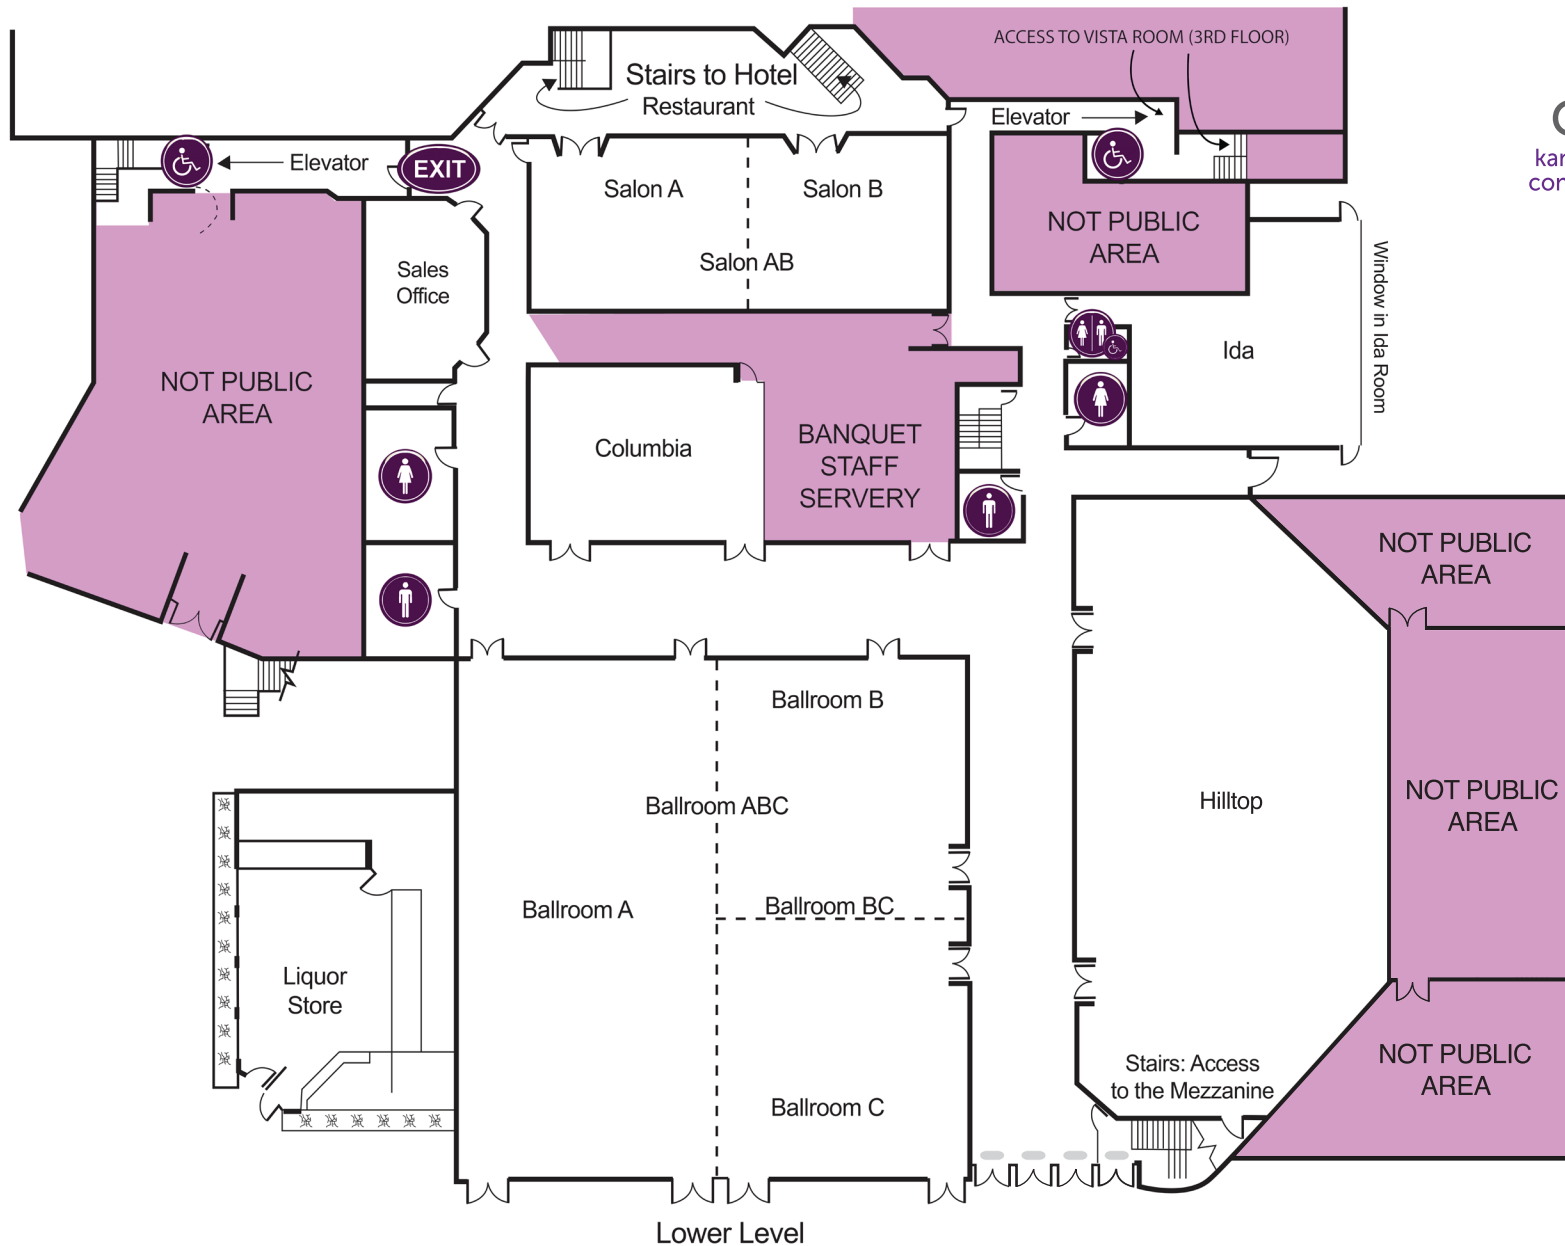 ACCESS TO VISTA ROOM (3RD FLOOR)
Stairs to Hotel
Restaurant
Elevator
Elevator
EXIT
Salon A
Salon B
Salon AB
NOT PUBLIC
AREA
Sales
Office
Window in Ida Room
Ida
NOT PUBLIC
AREA
Columbia
BANQUET
STAFF
SERVERY
NOT PUBLIC
AREA
Ballroom B
Ballroom ABC
Hilltop
NOT PUBLIC
AREA
Ballroom A
Ballroom BC
Liquor
Store
Stairs: Access
to the Mezzanine
NOT PUBLIC
AREA
Ballroom C
Lower Level